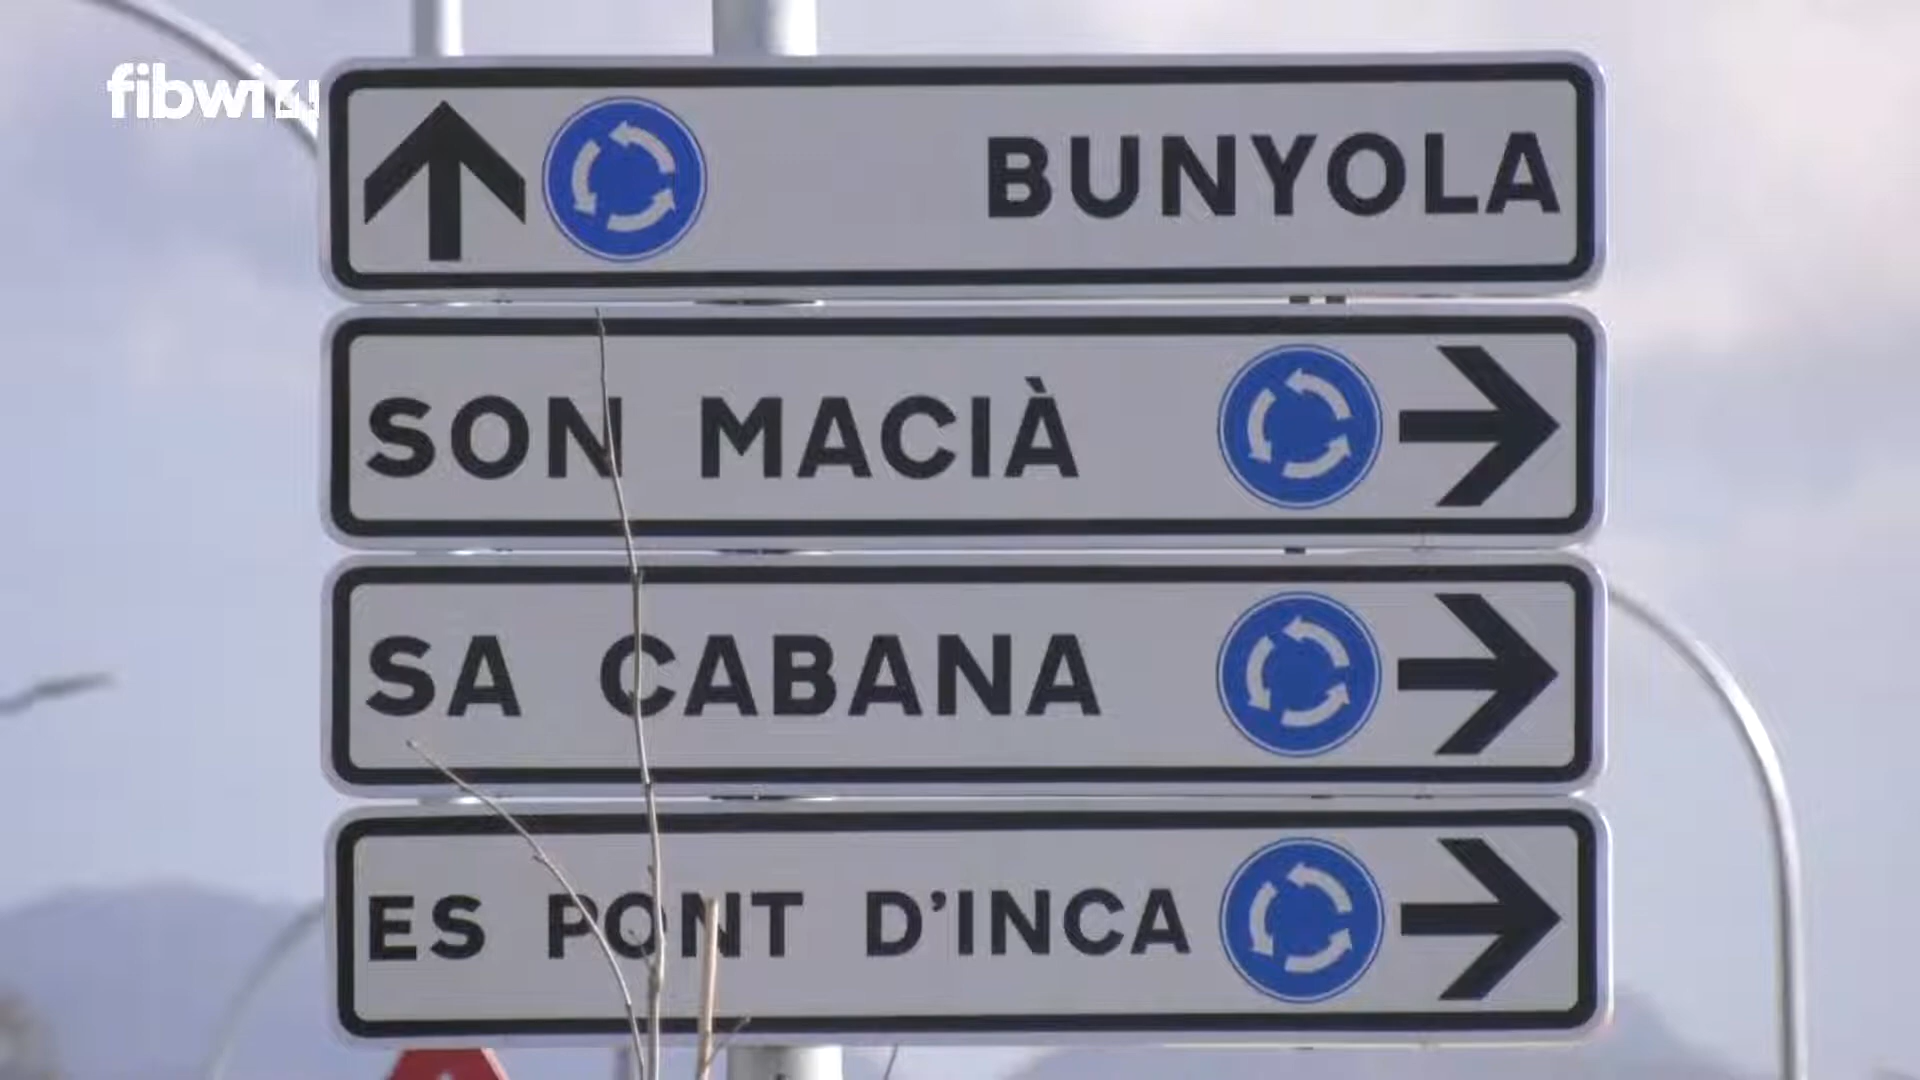 fibwi
BUNYOLA
SON MACIÀ
SA CABANA
ES PONT D'INCA